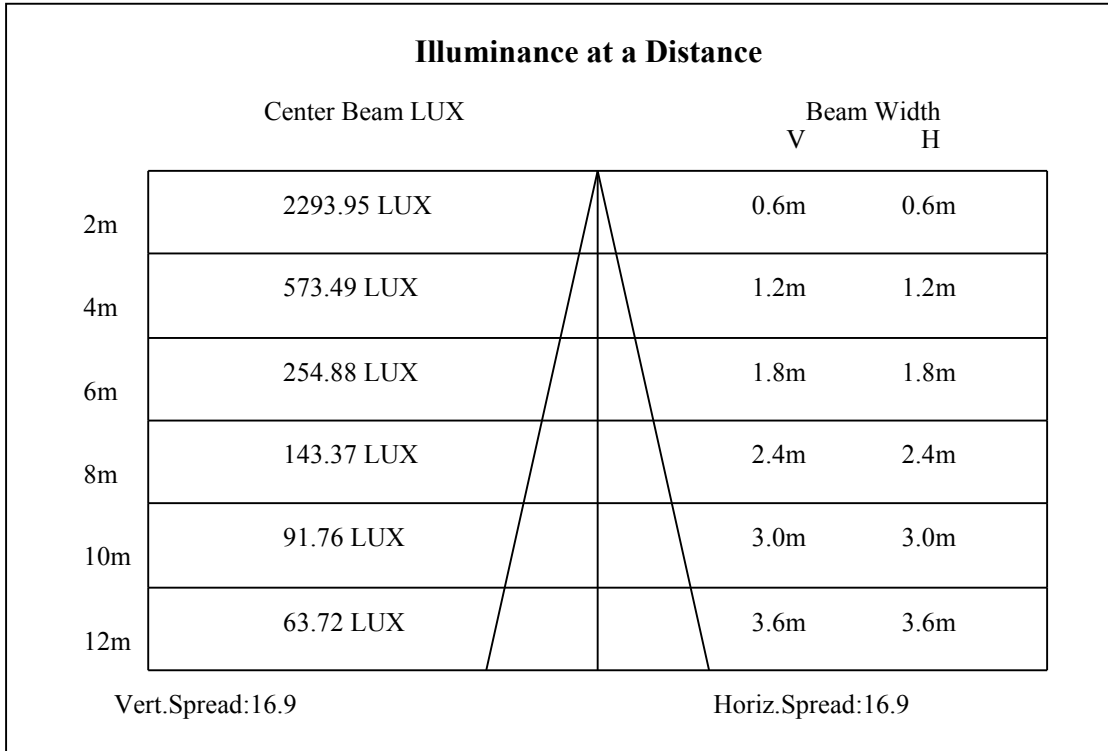 Illuminance at a Distance
Center Beam LUX Beam Width
V H
2m 2293.95 LUX 0.6m 0.6m
4m 573.49 LUX 1.2m 1.2m
6m 254.88 LUX 1.8m 1.8m
8m 143.37 LUX 2.4m 2.4m
10m 91.76 LUX 3.0m 3.0m
12m 63.72 LUX 3.6m 3.6m
Vert.Spread:16.9 Horiz.Spread:16.9